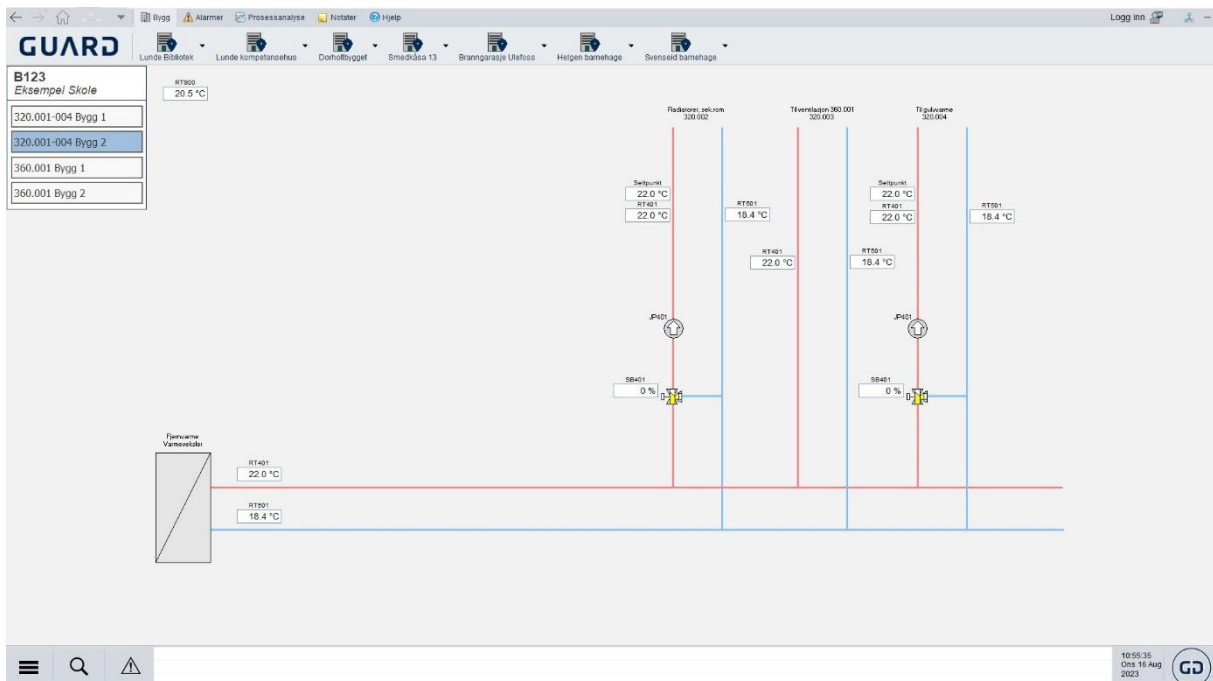 Bygg Alarmer Prosessanalyse Notater Hjelp Logg inn
GUARD
Lunde Bibliotek Lunde kompetansehus Dorholtbygget Smedkåsa 13 Branngarasje Ulefoss Helgen barnehage Svenseid barnehage
B123
Eksempel Skole
320.001-004 Bygg 1
320.001-004 Bygg 2
360.001 Bygg 1
360.001 Bygg 2
RT900
20.5 °C
Radiatorer, sek.rom
320.002
Til ventilasjon 360.001
320.003
Til gulvvarme
320.004
Settpunkt
22.0 °C
RT401
22.0 °C
RT501
18.4 °C
RT401
22.0 °C
RT501
18.4 °C
Settpunkt
22.0 °C
RT401
22.0 °C
RT501
18.4 °C
JP401
JP401
SB401
0 %
SB401
0 %
Fjernvarme
Varmeveksler
RT401
22.0 °C
RT501
18.4 °C
10:55:35
Ons 16 Aug
2023
GD